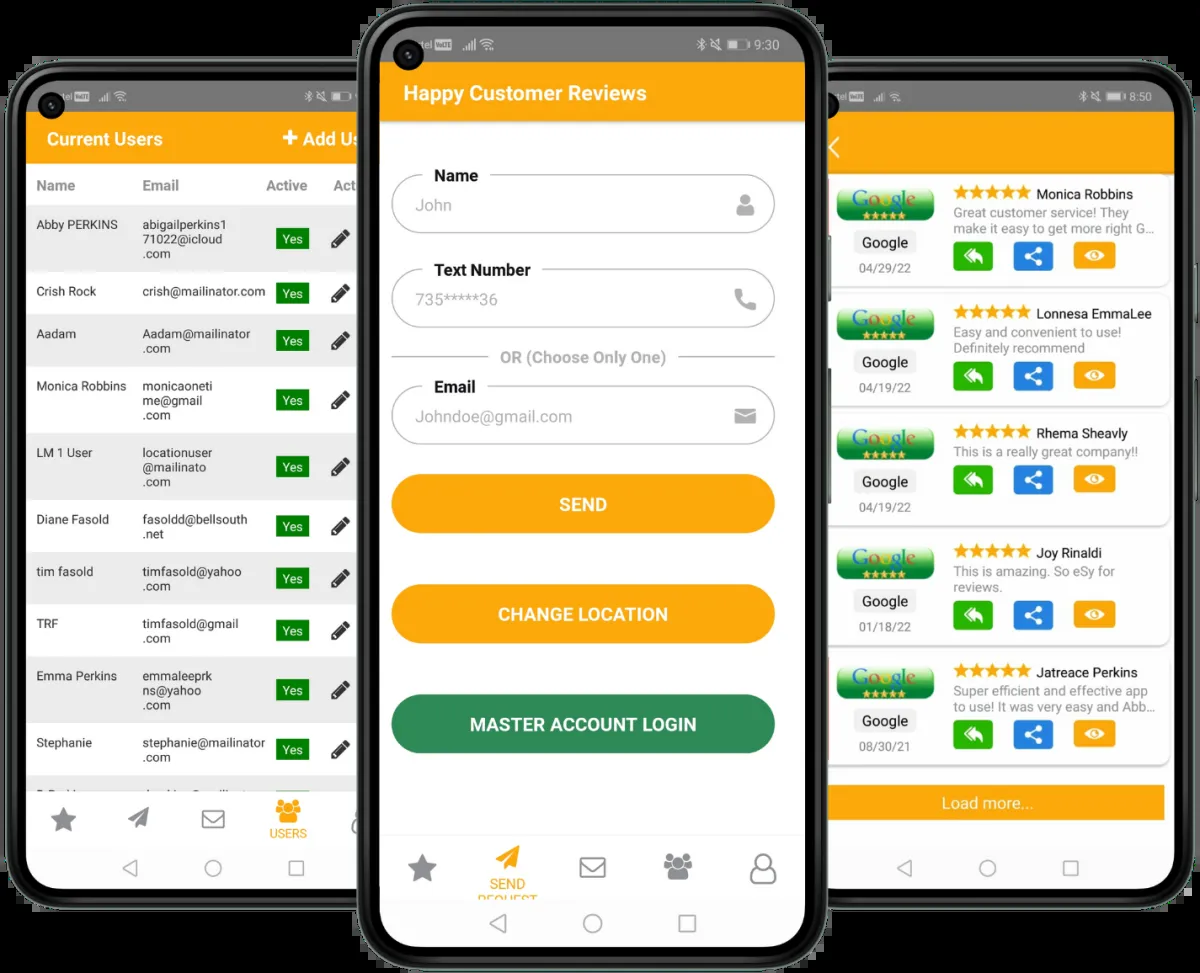 9:30
Happy Customer Reviews
Name
John
Text Number
735*****36
OR (Choose Only One)
Email
Johndoe@gmail.com
SEND
CHANGE LOCATION
MASTER ACCOUNT LOGIN
SEND
REQUEST
Current Users
+ Add Us
Name Email Active Act
Abby PERKINS abigailperkins1 Yes
71022@icloud
.com
Crish Rock crish@mailinator.com Yes
Aadam Aadam@mailinator Yes
.com
Monica Robbins monicaoneti Yes
me@gmail
.com
LM 1 User locationuser Yes
@mailinato
.com
Diane Fasold fasoldd@bellsouth Yes
.net
tim fasold timfasold@yahoo Yes
.com
TRF timfasold@gmail Yes
.com
Emma Perkins emmaleeprk Yes
ns@yahoo
.com
Stephanie stephanie@mailinator Yes
.com
USERS
8:50
Google Monica Robbins
Great customer service! They
make it easy to get more right G...
Google
04/29/22
Google Lonnesa EmmaLee
Easy and convenient to use!
Definitely recommend
Google
04/19/22
Google Rhema Sheavly
This is a really great company!!
Google
04/19/22
Google Joy Rinaldi
This is amazing. So eSy for
reviews.
Google
01/18/22
Google Jatreace Perkins
Super efficient and effective app
to use! It was very easy and Abb...
Google
08/30/21
Load more...